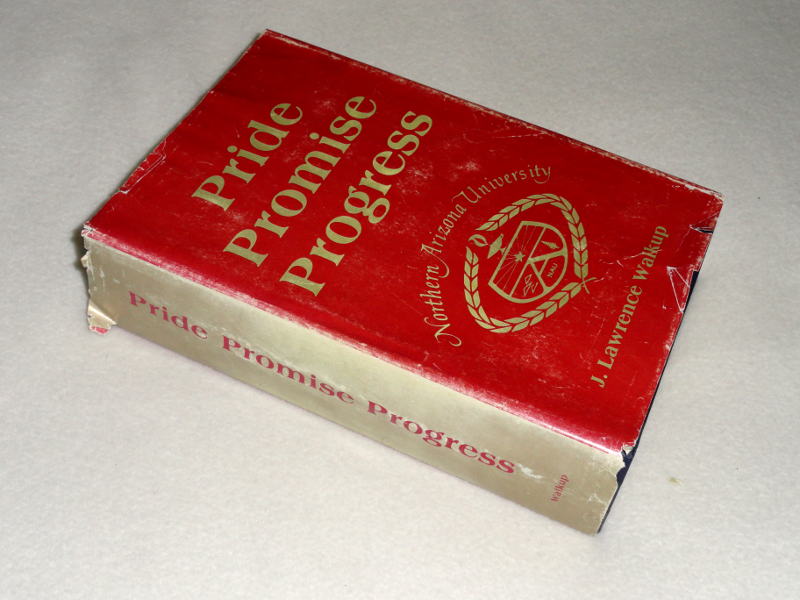 Pride
Promise
Progress
Northern Arizona University
J. Lawrence Walkup
Pride Promise Progress
Walkup